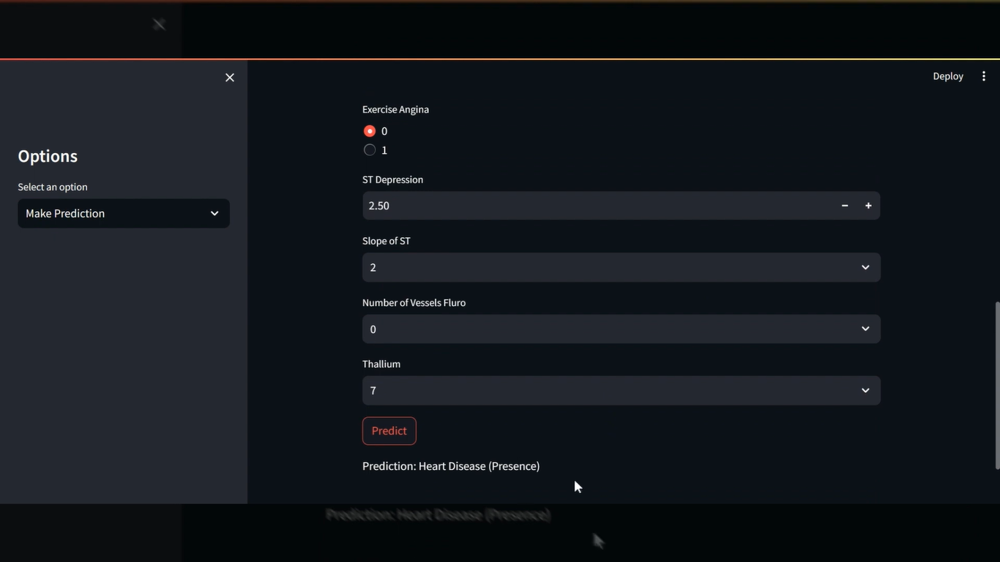 Deploy
Options
Select an option
Make Prediction
Exercise Angina
0
1
ST Depression
2.50
Slope of ST
2
Number of Vessels Fluro
0
Thallium
7
Predict
Prediction: Heart Disease (Presence)
Prediction: Heart Disease (Presence)